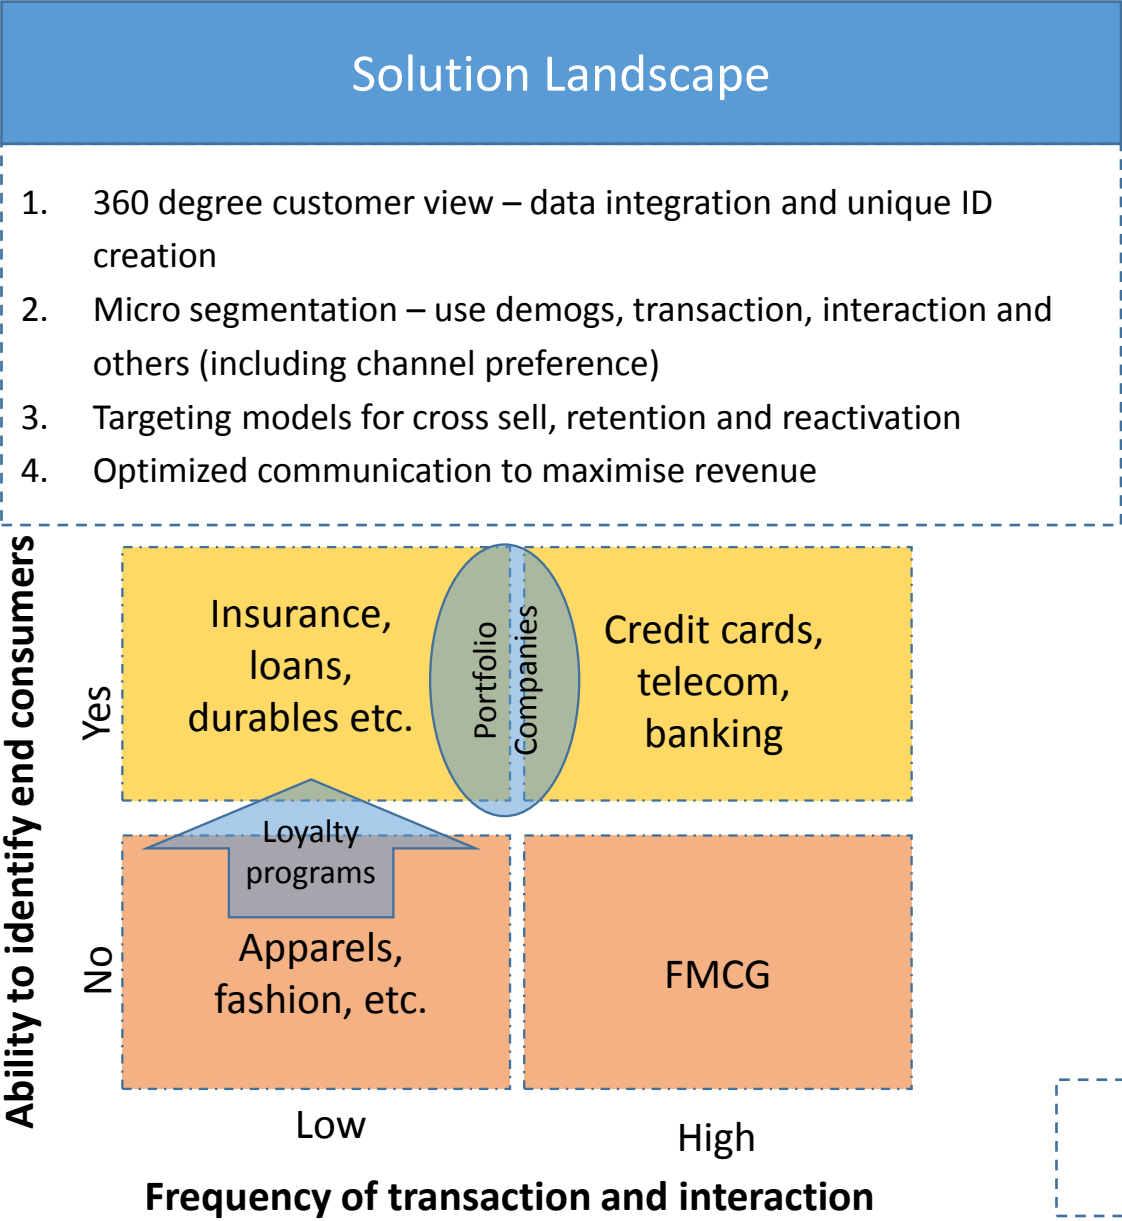 Solution Landscape
1. 360 degree customer view – data integration and unique ID
creation
2. Micro segmentation – use demogs, transaction, interaction and
others (including channel preference)
3. Targeting models for cross sell, retention and reactivation
4. Optimized communication to maximise revenue
Ability to identify end consumers
Yes
Insurance,
loans,
durables etc.
Portfolio
Companies
Credit cards,
telecom,
banking
Loyalty
programs
No
Apparels,
fashion, etc.
FMCG
Low
High
Frequency of transaction and interaction